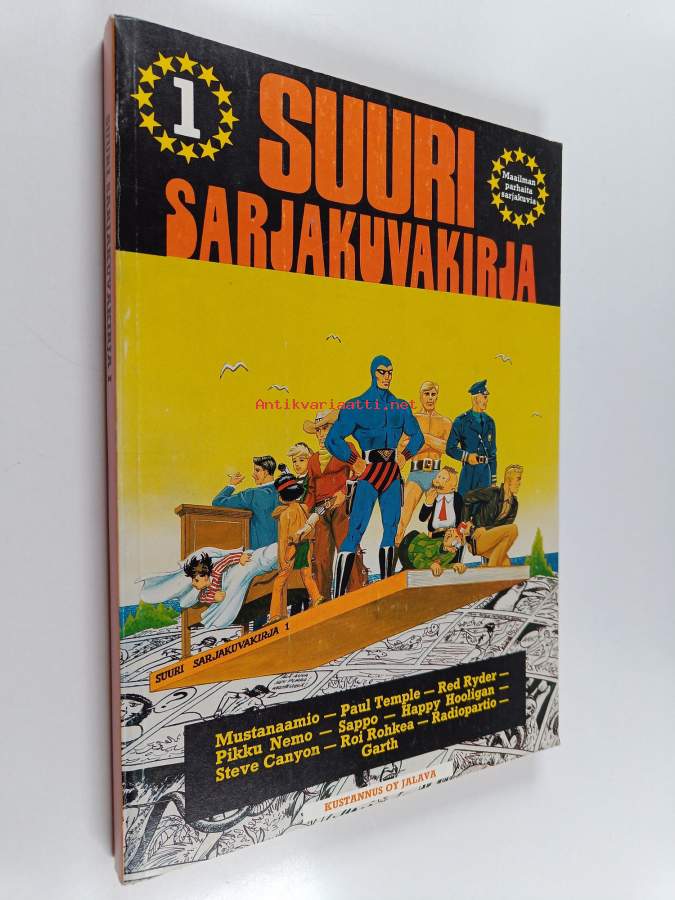 1
SUURI
SARJAKUVAKIRJA
Maailman
parhaita
sarjakuvia
SUURI SARJAKUVAKIRJA 1
Antikvariaatti.net
SUURI SARJAKUVAKIRJA 1
Mustanaamio — Paul Temple — Red Ryder —
Pikku Nemo — Sappo — Happy Hooligan —
Steve Canyon — Roi Rohkea — Radiopartio —
Garth
KUSTANNUS OY JALAVA